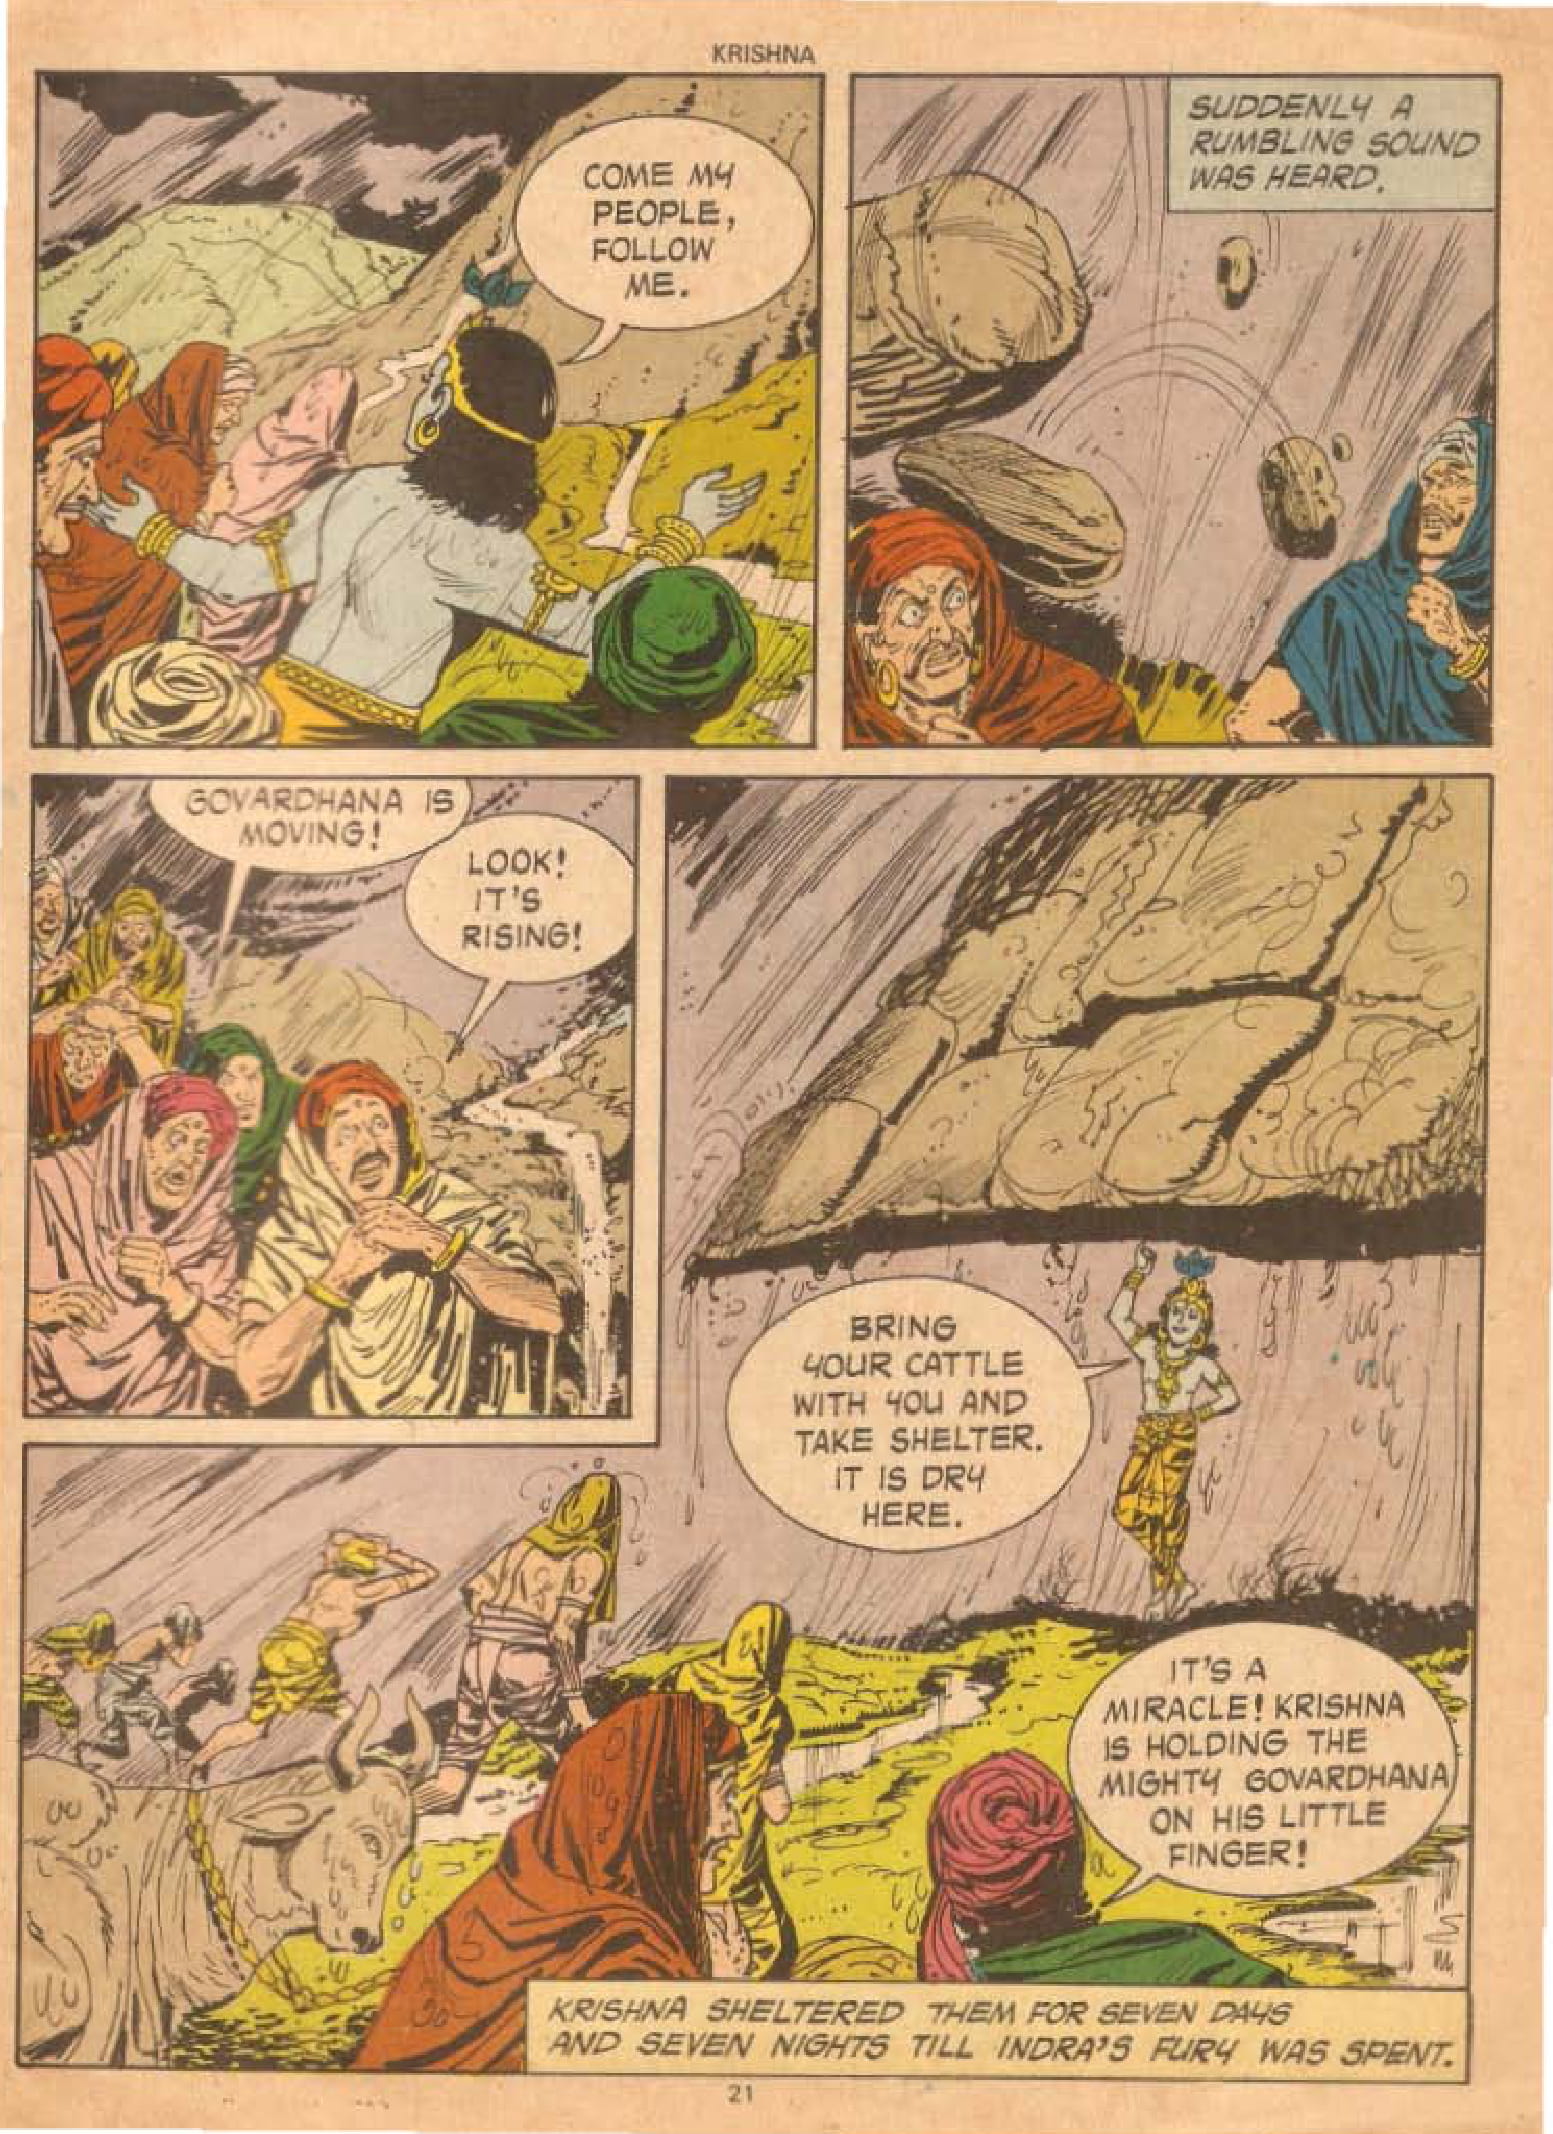 KRISHNA
COME MY
PEOPLE,
FOLLOW
ME.
SUDDENLY A
RUMBLING SOUND
WAS HEARD.
GOVARDHANA IS
MOVING!
LOOK!
IT'S
RISING!
BRING
YOUR CATTLE
WITH YOU AND
TAKE SHELTER.
IT IS DRY
HERE.
IT'S A
MIRACLE! KRISHNA
IS HOLDING THE
MIGHTY GOVARDHANA
ON HIS LITTLE
FINGER!
KRISHNA SHELTERED THEM FOR SEVEN DAYS
AND SEVEN NIGHTS TILL INDRA'S FURY WAS SPENT.
21